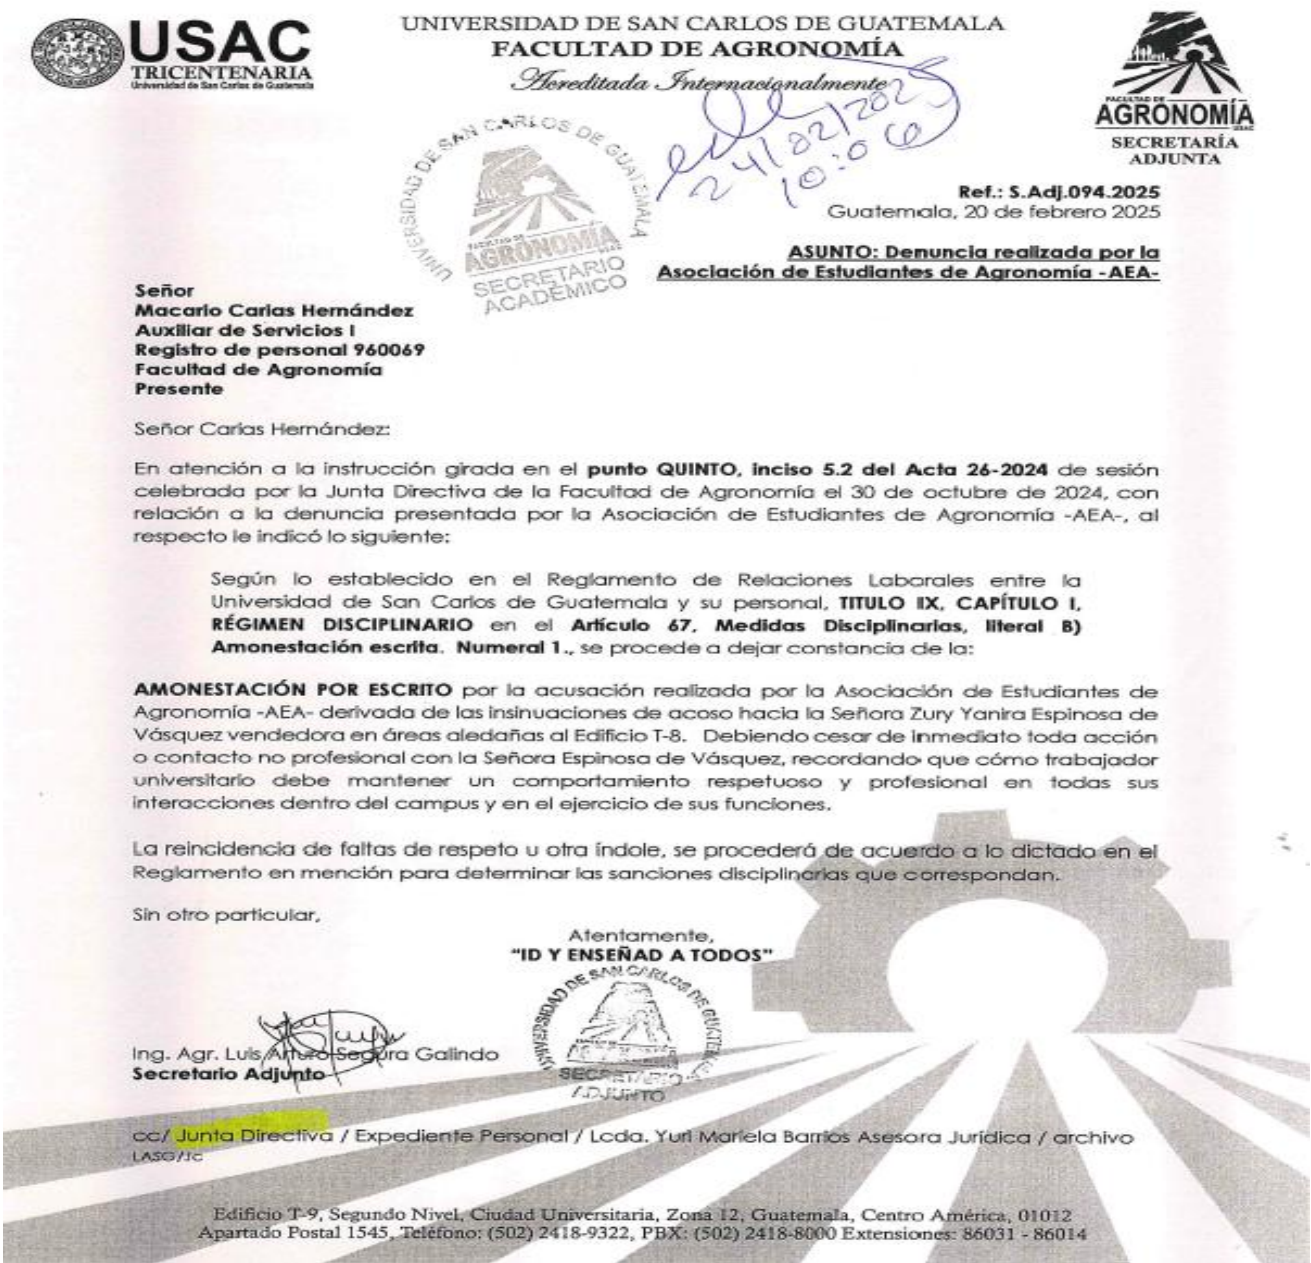 USAC
TRICENTENARIA
Universidad de San Carlos de Guatemala
UNIVERSIDAD DE SAN CARLOS DE GUATEMALA
FACULTAD DE AGRONOMÍA
Acreditada Internacionalmente
FACULTAD DE
AGRONOMÍA
USAC
SECRETARÍA
ADJUNTA
24/02/2025
10:06
UNIVERSIDAD DE SAN CARLOS DE GUATEMALA
FACULTAD DE
AGRONOMÍA
SECRETARIO
ACADÉMICO
Ref.: S.Adj.094.2025
Guatemala, 20 de febrero 2025
ASUNTO: Denuncia realizada por la
Asociación de Estudiantes de Agronomía -AEA-
Señor
Macario Carías Hernández
Auxiliar de Servicios I
Registro de personal 960069
Facultad de Agronomía
Presente
Señor Carías Hernández:
En atención a la instrucción girada en el punto QUINTO, inciso 5.2 del Acta 26-2024 de sesión
celebrada por la Junta Directiva de la Facultad de Agronomía el 30 de octubre de 2024, con
relación a la denuncia presentada por la Asociación de Estudiantes de Agronomía -AEA-, al
respecto le indicó lo siguiente:
Según lo establecido en el Reglamento de Relaciones Laborales entre la
Universidad de San Carlos de Guatemala y su personal, TITULO IX, CAPÍTULO I,
RÉGIMEN DISCIPLINARIO en el Artículo 67, Medidas Disciplinarias, literal B)
Amonestación escrita. Numeral 1., se procede a dejar constancia de la:
AMONESTACIÓN POR ESCRITO por la acusación realizada por la Asociación de Estudiantes de
Agronomía -AEA- derivada de las insinuaciones de acoso hacia la Señora Zury Yanira Espinosa de
Vásquez vendedora en áreas aledañas al Edificio T-8. Debiendo cesar de inmediato toda acción
o contacto no profesional con la Señora Espinosa de Vásquez, recordando que cómo trabajador
universitario debe mantener un comportamiento respetuoso y profesional en todas sus
interacciones dentro del campus y en el ejercicio de sus funciones.
La reincidencia de faltas de respeto u otra índole, se procederá de acuerdo a lo dictado en el
Reglamento en mención para determinar las sanciones disciplinarias que correspondan.
Sin otro particular,
Atentamente,
"ID Y ENSEÑAD A TODOS"
UNIVERSIDAD DE SAN CARLOS DE GUATEMALA
SECRETARIO
ADJUNTO
Ing. Agr. Luis Arturo Segura Galindo
Secretario Adjunto
cc/ Junta Directiva / Expediente Personal / Lcda. Yuri Mariela Barrios Asesora Jurídica / archivo
LASG/jc
Edificio T-9, Segundo Nivel, Ciudad Universitaria, Zona 12, Guatemala, Centro América, 01012
Apartado Postal 1545, Teléfono: (502) 2418-9322, PBX: (502) 2418-8000 Extensiones: 86031 - 86014